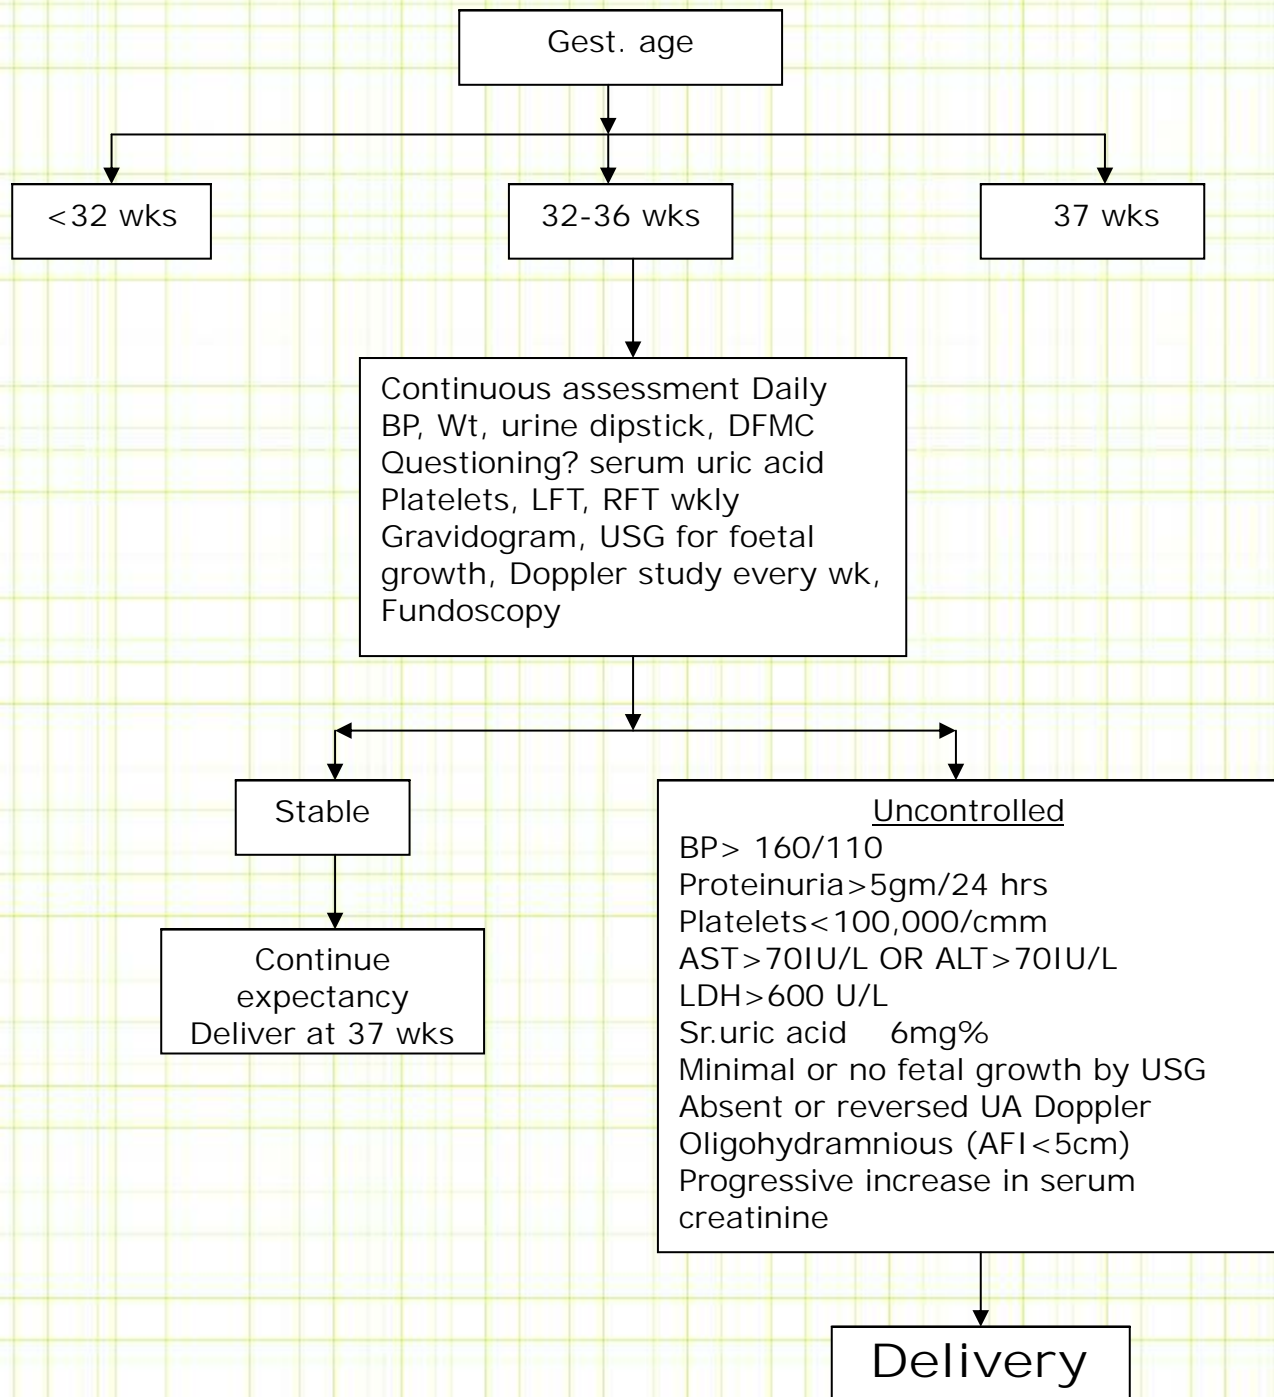 Gest. age
<32 wks
32-36 wks
37 wks
Continuous assessment Daily
BP, Wt, urine dipstick, DFMC
Questioning? serum uric acid
Platelets, LFT, RFT wkly
Gravidogram, USG for foetal
growth, Doppler study every wk,
Fundoscopy
Stable
Continue
expectancy
Deliver at 37 wks
Uncontrolled
BP> 160/110
Proteinuria>5gm/24 hrs
Platelets<100,000/cmm
AST>70IU/L OR ALT>70IU/L
LDH>600 U/L
Sr.uric acid 6mg%
Minimal or no fetal growth by USG
Absent or reversed UA Doppler
Oligohydramnious (AFI<5cm)
Progressive increase in serum
creatinine
Delivery